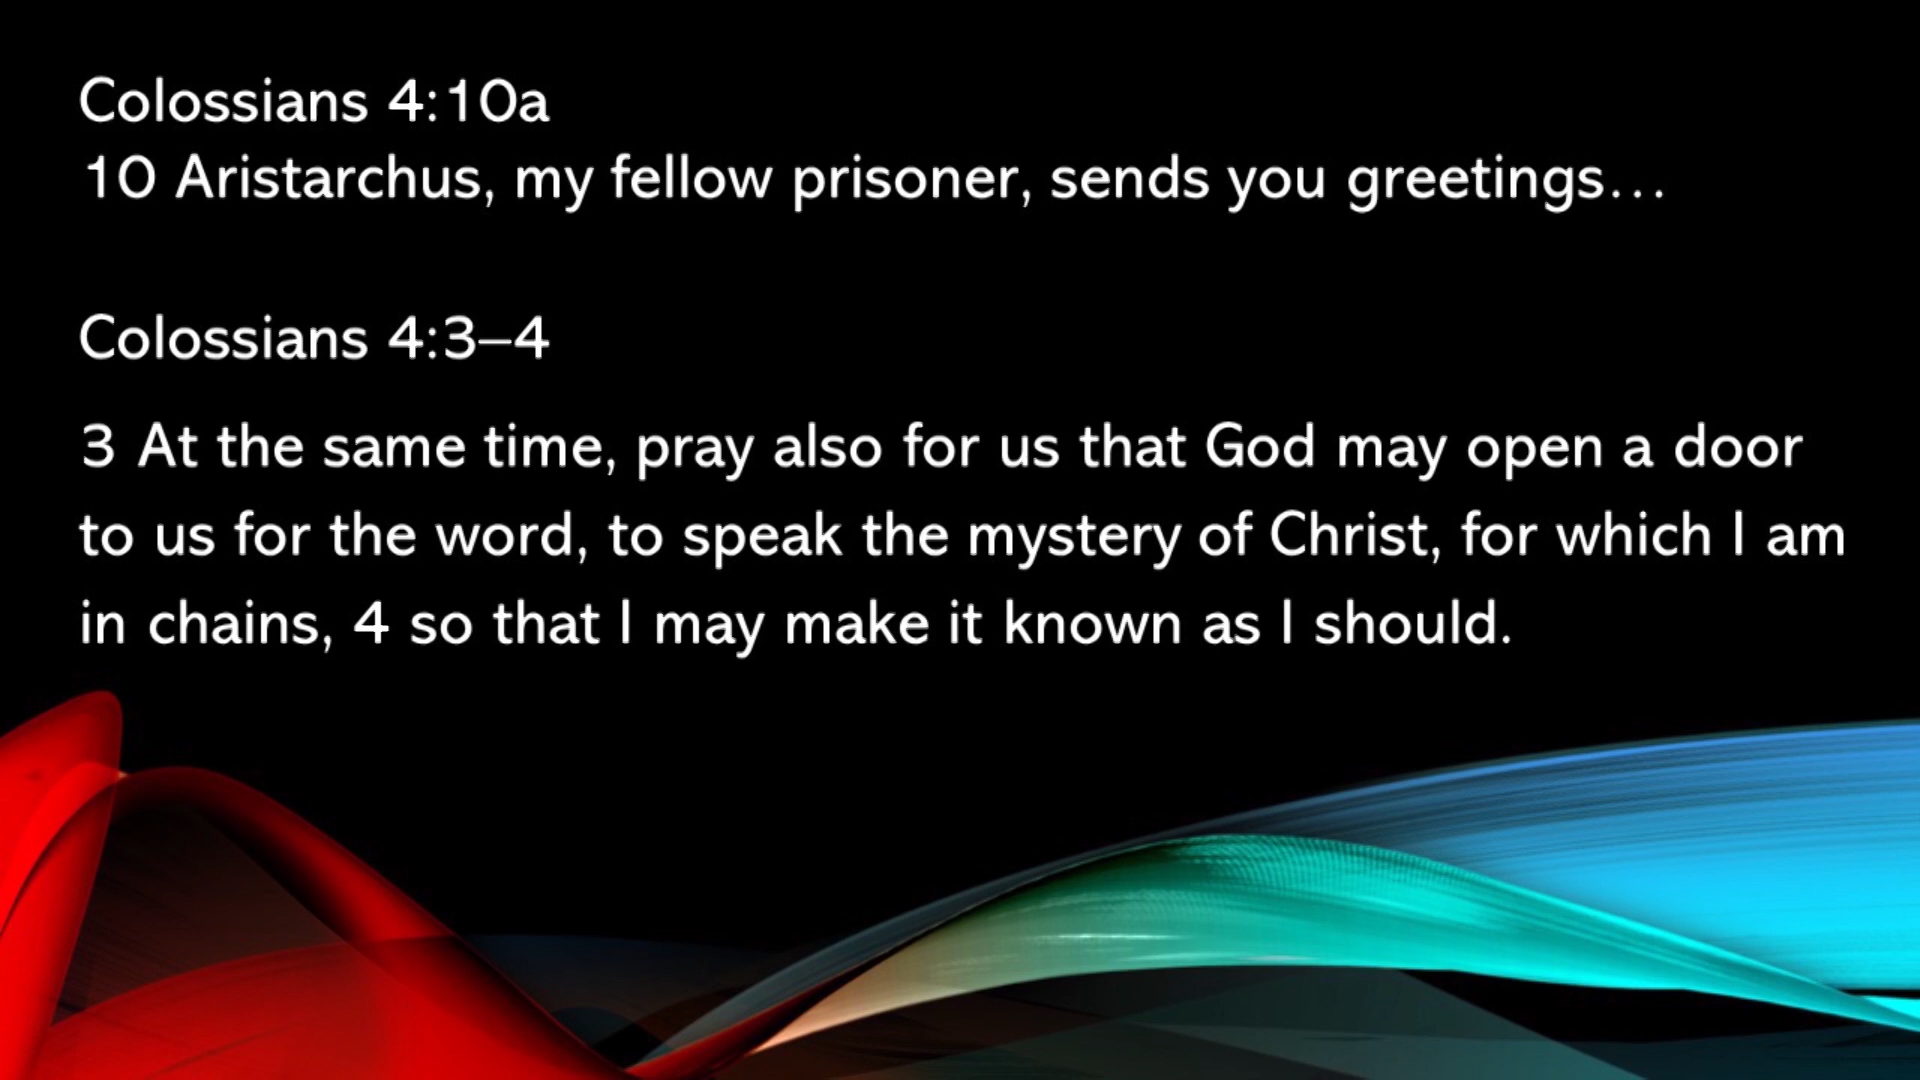 Colossians 4:10a
10 Aristarchus, my fellow prisoner, sends you greetings…
Colossians 4:3–4
3 At the same time, pray also for us that God may open a door
to us for the word, to speak the mystery of Christ, for which I am
in chains, 4 so that I may make it known as I should.